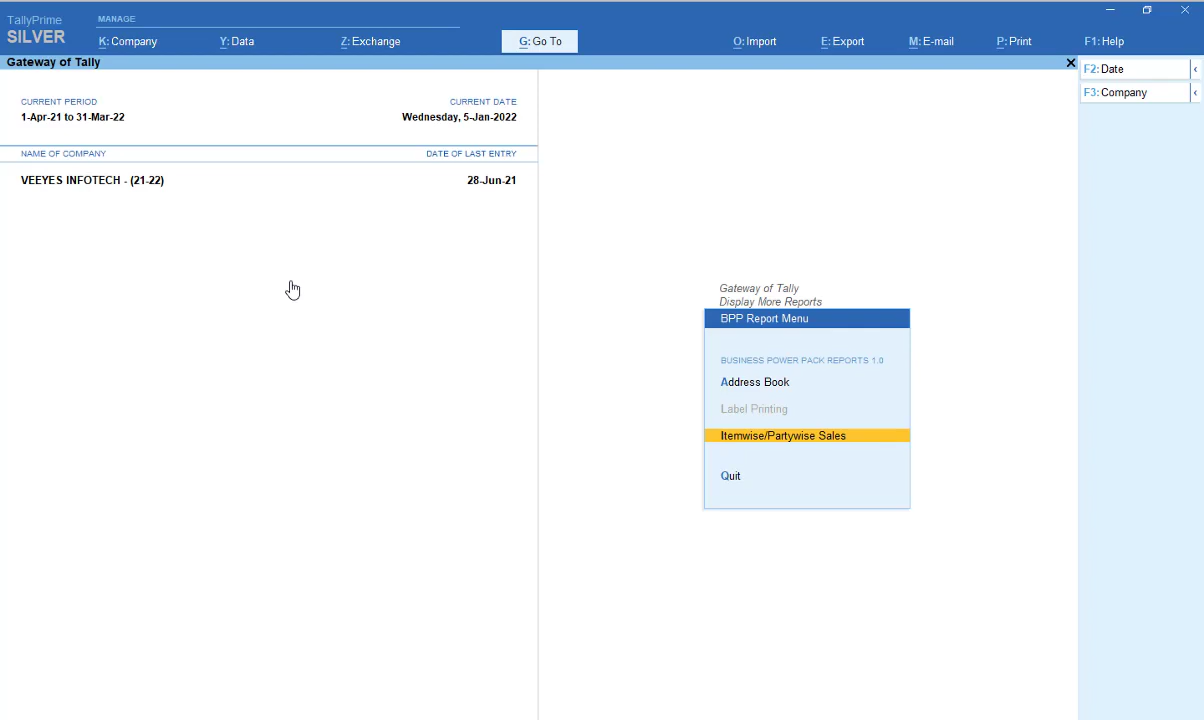 TallyPrime
SILVER
MANAGE
K: Company
Y: Data
Z: Exchange
G: Go To
O: Import
E: Export
M: E-mail
P: Print
F1: Help
Gateway of Tally
F2: Date
F3: Company
CURRENT PERIOD
CURRENT DATE
1-Apr-21 to 31-Mar-22
Wednesday, 5-Jan-2022
NAME OF COMPANY
DATE OF LAST ENTRY
VEEYES INFOTECH - (21-22)
28-Jun-21
Gateway of Tally
Display More Reports
BPP Report Menu
BUSINESS POWER PACK REPORTS 1.0
Address Book
Label Printing
Itemwise/Partywise Sales
Quit